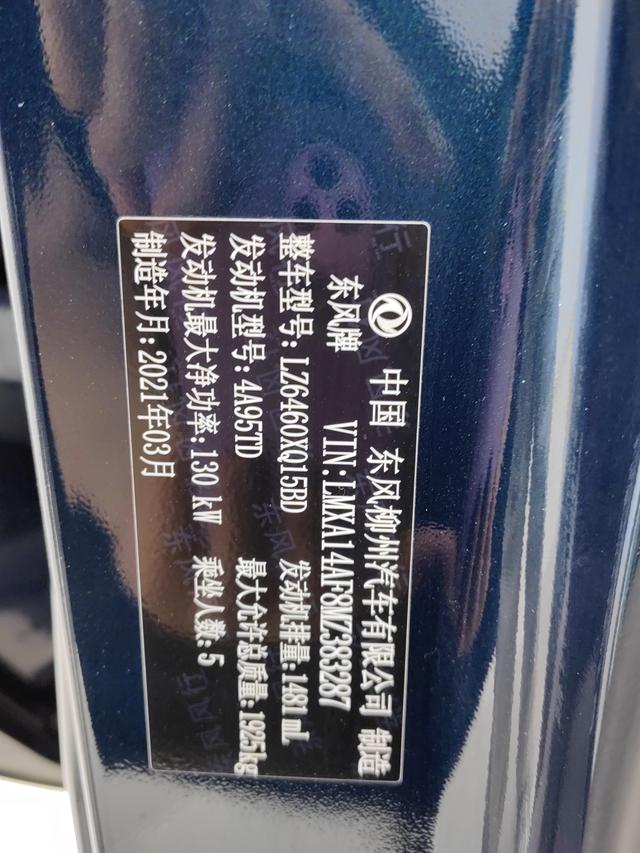 中国 东风柳州汽车有限公司 制造
东风牌 VIN:LMXA14AF8MZ383287
整车型号:LZ6460XQ15BD 发动机排量:1481 mL
发动机型号:4A95TD 最大允许总质量:1925kg
发动机最大净功率:130 kW 乘坐人数:5
制造年月:2021年03月